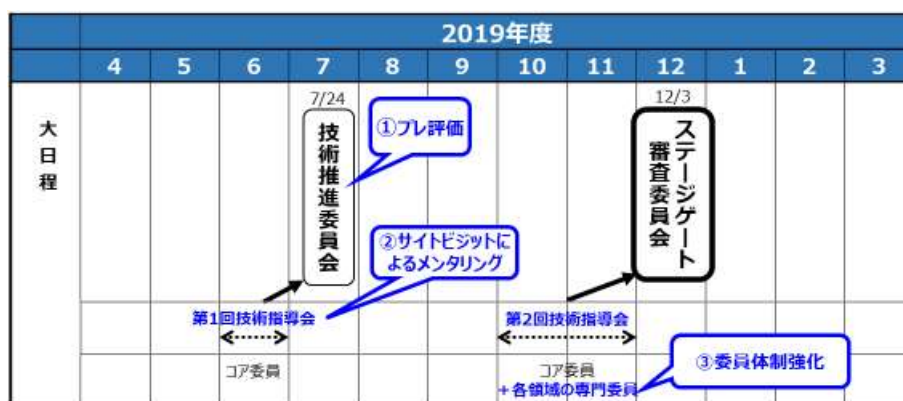 2019年度
4 5 6 7 8 9 10 11 12 1 2 3
大日程
7/24
技術推進委員会
①プレ評価
12/3
ステージゲート
審査委員会
②サイトビジットに
よるメンタリング
第1回技術指導会
第2回技術指導会
コア委員
コア委員
+各領域の専門委員
③委員体制強化